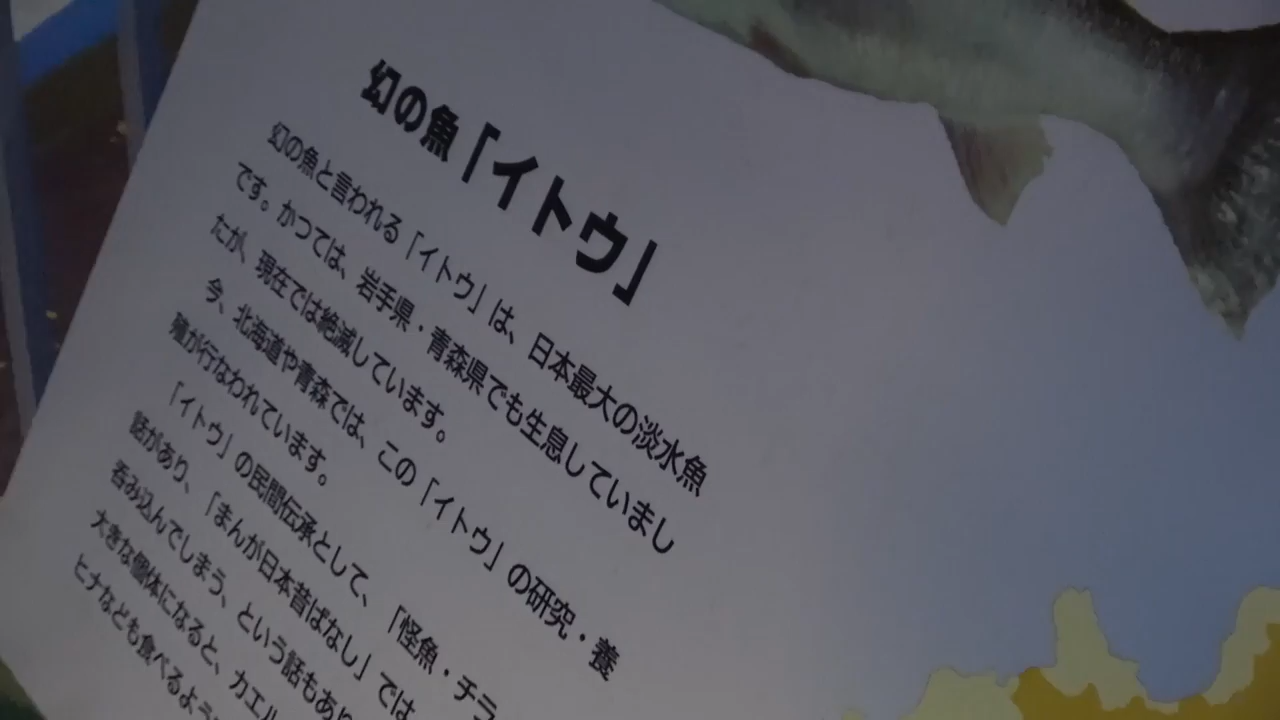 幻の魚「イトウ」
幻の魚と言われる「イトウ」は、日本最大の淡水魚
です。かつては、岩手県・青森県でも生息していまし
たが、現在では絶滅しています。
今、北海道や青森では、この「イトウ」の研究・養
殖が行なわれています。
「イトウ」の民間伝承として、「怪魚・チラ
話があり、「まんが日本昔ばなし」では
呑み込んでしまう、という話もあり
大きな個体になると、カエル
ヒナなども食べるよう